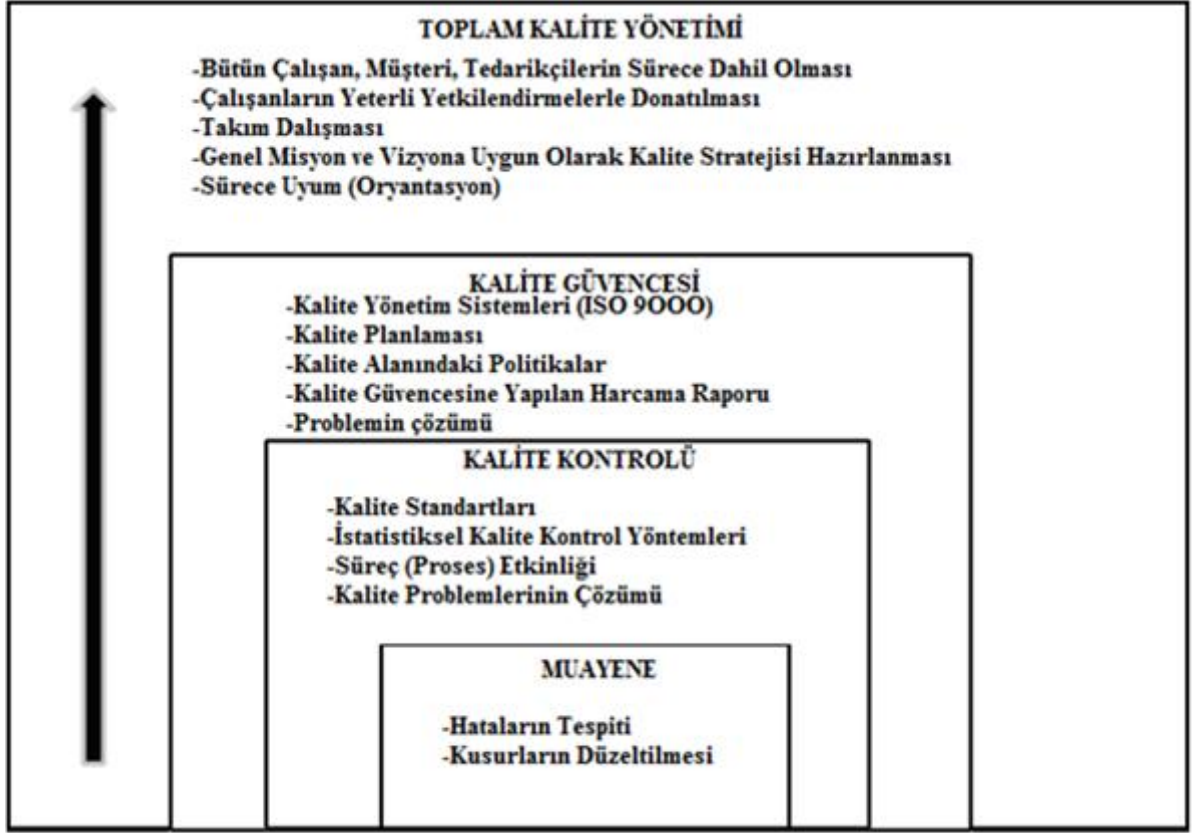 TOPLAM KALİTE YÖNETİMİ
-Bütün Çalışan, Müşteri, Tedarikçilerin Sürece Dahil Olması
-Çalışanların Yeterli Yetkilendirmelerle Donatılması
-Takım Dalışması
-Genel Misyon ve Vizyona Uygun Olarak Kalite Stratejisi Hazırlanması
-Sürece Uyum (Oryantasyon)
KALİTE GÜVENCESİ
-Kalite Yönetim Sistemleri (ISO 9OOO)
-Kalite Planlaması
-Kalite Alanındaki Politikalar
-Kalite Güvencesine Yapılan Harcama Raporu
-Problemin çözümü
KALİTE KONTROLÜ
-Kalite Standartları
-İstatistiksel Kalite Kontrol Yöntemleri
-Süreç (Proses) Etkinliği
-Kalite Problemlerinin Çözümü
MUAYENE
-Hataların Tespiti
-Kusurların Düzeltilmesi